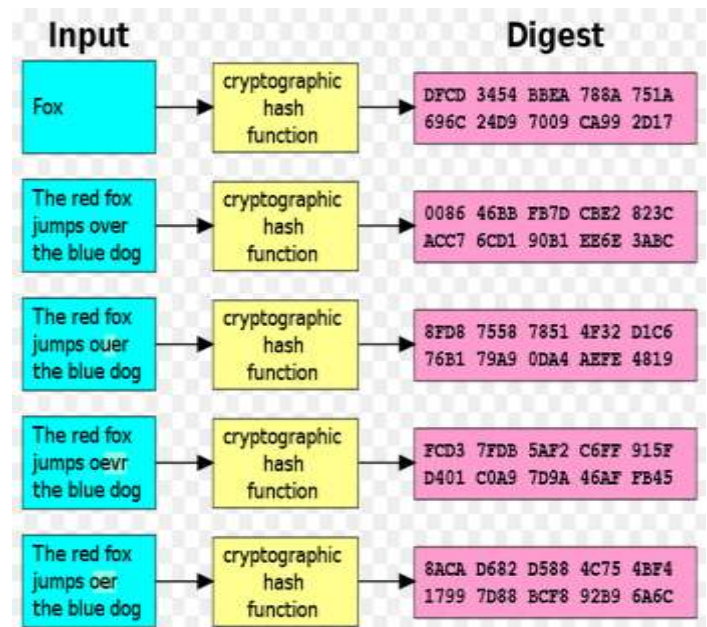 Input
Digest
Fox
cryptographic
hash
function
DFCD 3454 BBEA 788A 751A
696C 24D9 7009 CA99 2D17
The red fox
jumps over
the blue dog
cryptographic
hash
function
0086 46BB FB7D CBE2 823C
ACC7 6CD1 90B1 EE6E 3ABC
The red fox
jumps ouer
the blue dog
cryptographic
hash
function
8FD8 7558 7851 4F32 D1C6
76B1 79A9 0DA4 AEFE 4819
The red fox
jumps oevr
the blue dog
cryptographic
hash
function
FCD3 7FDB 5AF2 C6FF 915F
D401 C0A9 7D9A 46AF FB45
The red fox
jumps oer
the blue dog
cryptographic
hash
function
8ACA D682 D588 4C75 4BF4
1799 7D88 BCF8 92B9 6A6C